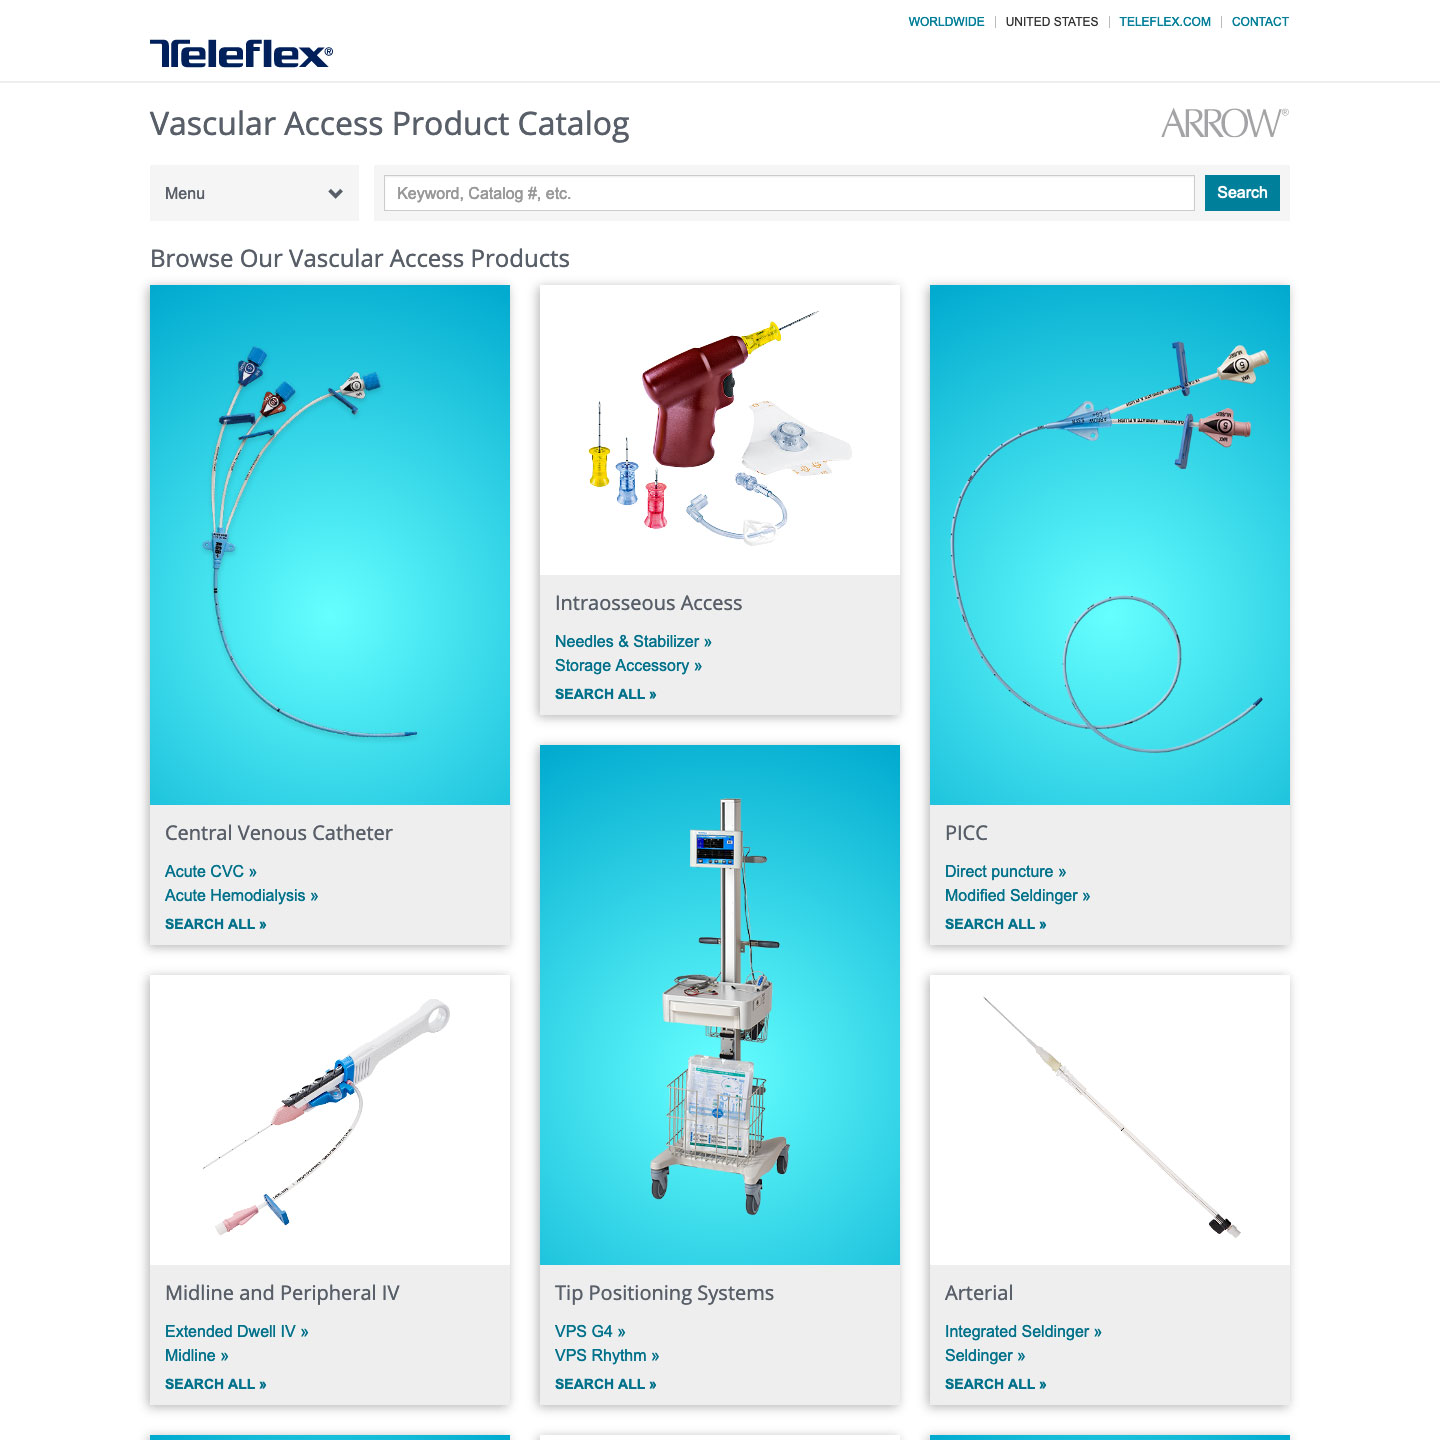 WORLDWIDE | UNITED STATES | TELEFLEX.COM | CONTACT
Teleflex®
Vascular Access Product Catalog
ARROW®
Menu
Keyword, Catalog #, etc.
Search
Browse Our Vascular Access Products
Central Venous Catheter
Acute CVC »
Acute Hemodialysis »
SEARCH ALL »
Intraosseous Access
Needles & Stabilizer »
Storage Accessory »
SEARCH ALL »
PICC
Direct puncture »
Modified Seldinger »
SEARCH ALL »
Midline and Peripheral IV
Extended Dwell IV »
Midline »
SEARCH ALL »
Tip Positioning Systems
VPS G4 »
VPS Rhythm »
SEARCH ALL »
Arterial
Integrated Seldinger »
Seldinger »
SEARCH ALL »